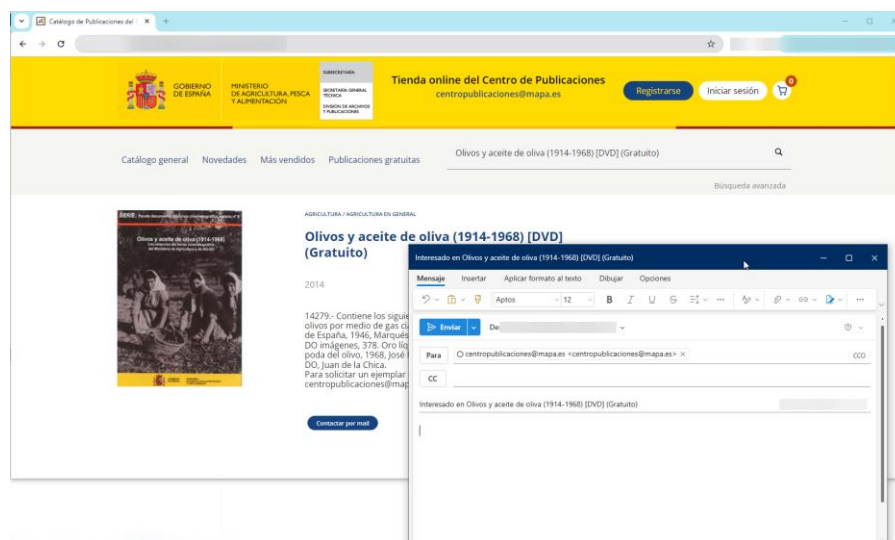 Catálogo de Publicaciones del
GOBIERNO
DE ESPAÑA
MINISTERIO
DE AGRICULTURA, PESCA
Y ALIMENTACIÓN
SUBSECRETARÍA
SECRETARÍA GENERAL
TÉCNICA
DIVISIÓN DE ARCHIVOS
Y PUBLICACIONES
Tienda online del Centro de Publicaciones
centropublicaciones@mapa.es
Registrarse
Iniciar sesión
0
Catálogo general Novedades Más vendidos Publicaciones gratuitas
Olivos y aceite de oliva (1914-1968) [DVD] (Gratuito)
Búsqueda avanzada
SERIE:
Olivos y aceite de oliva (1914-1968)
AGRICULTURA / AGRICULTURA EN GENERAL
Olivos y aceite de oliva (1914-1968) [DVD]
(Gratuito)
2014
14279.- Contiene los siguie
olivos por medio de gas cia
de España, 1946, Marqués
DO imágenes, 378. Oro líq
poda del olivo, 1968, José
DO, Juan de la Chica.
Para solicitar un ejemplar
centropublicaciones@map
Contactar por mail
Interesado en Olivos y aceite de oliva (1914-1968) [DVD] (Gratuito)
Mensaje Insertar Aplicar formato al texto Dibujar Opciones
Aptos 12 B I U S
Enviar De
Para centropublicaciones@mapa.es <centropublicaciones@mapa.es> CCO
CC
Interesado en Olivos y aceite de oliva (1914-1968) [DVD] (Gratuito)